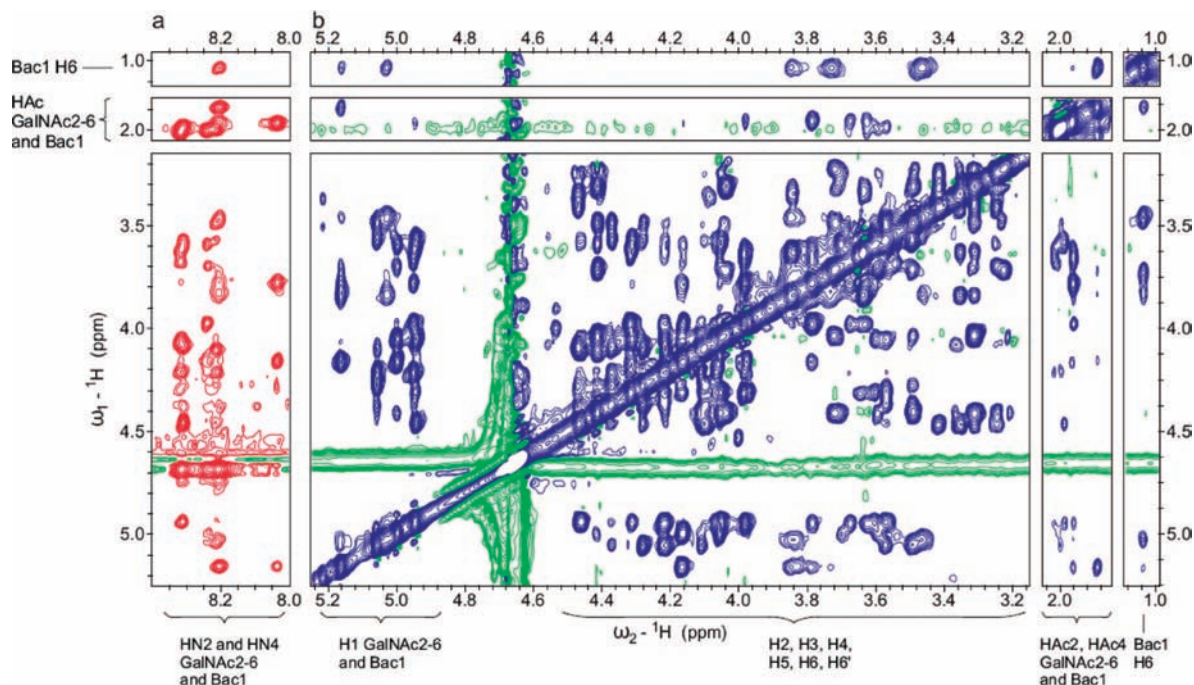 a
b
8.2 8.0
5.2 5.0 4.8 4.6 4.4 4.2 4.0 3.8 3.6 3.4 3.2
2.0
1.0
Bac1 H6
1.0
1.0
HAc
GalNAc2-6
and Bac1
2.0
2.0
3.5
3.5
4.0
4.0
ω₁ - ¹H (ppm)
4.5
4.5
5.0
5.0
8.2 8.0
5.2 5.0 4.8 4.6 4.4 4.2 4.0 3.8 3.6 3.4 3.2
2.0
1.0
ω₂ - ¹H (ppm)
HN2 and HN4
GalNAc2-6
and Bac1
H1 GalNAc2-6
and Bac1
H2, H3, H4,
H5, H6, H6'
HAc2, HAc4
GalNAc2-6
and Bac1
Bac1
H6